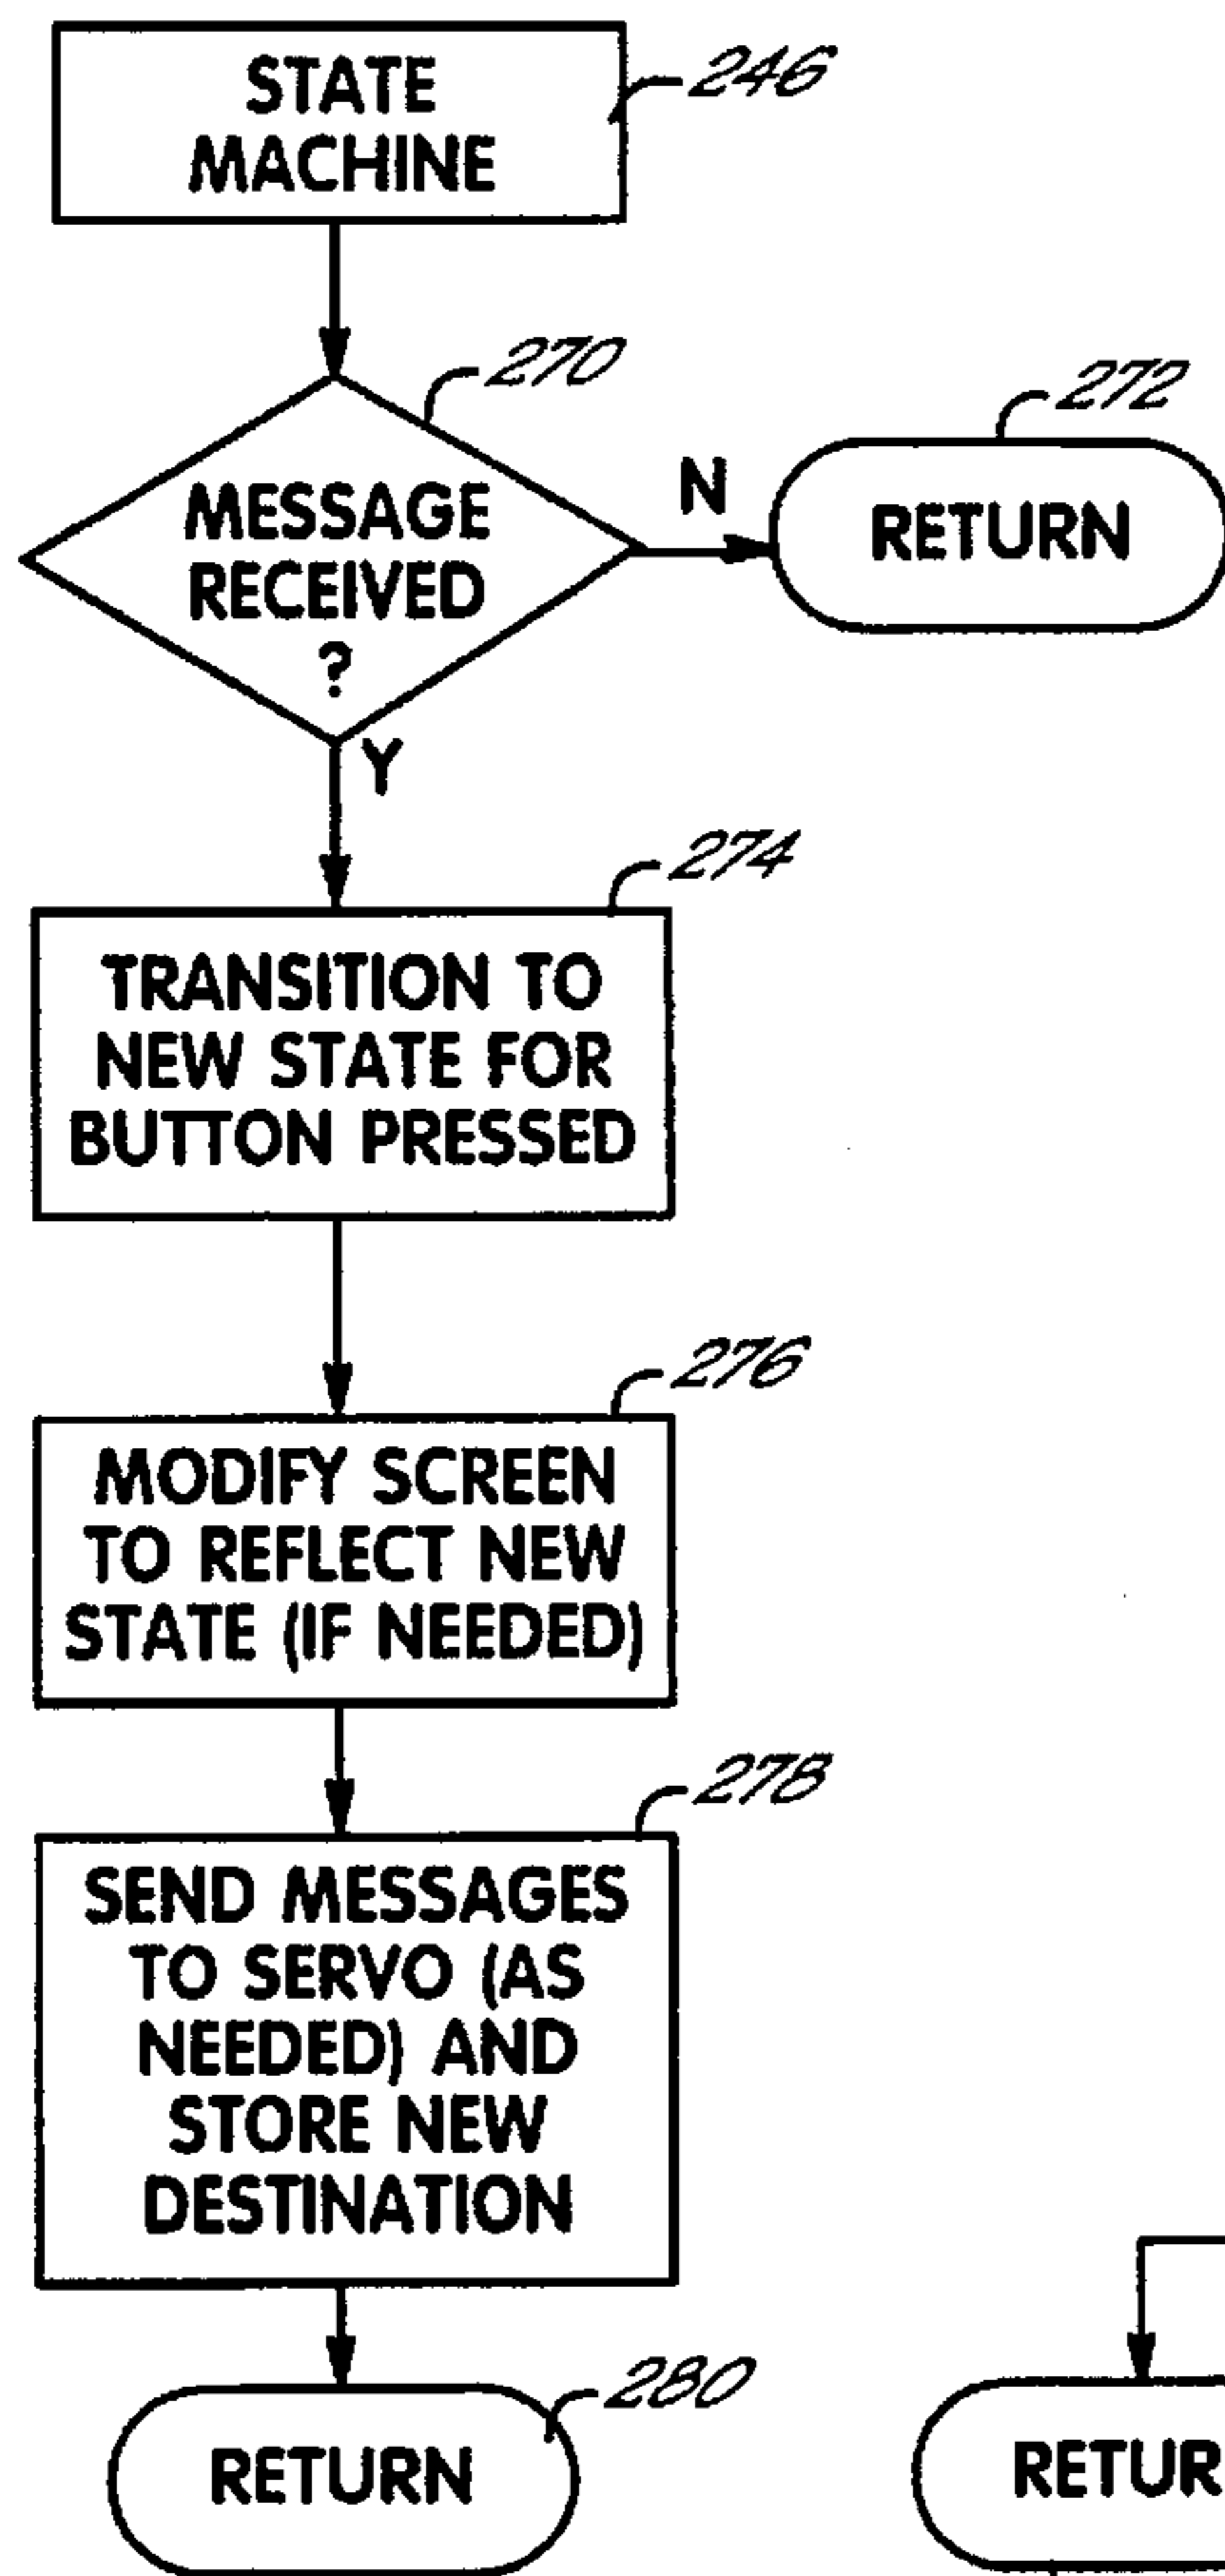 STATE
MACHINE
246
270
272
MESSAGE
RECEIVED
?
N
RETURN
Y
274
TRANSITION TO
NEW STATE FOR
BUTTON PRESSED
276
MODIFY SCREEN
TO REFLECT NEW
STATE (IF NEEDED)
278
SEND MESSAGES
TO SERVO (AS
NEEDED) AND
STORE NEW
DESTINATION
280
RETURN
RETUR